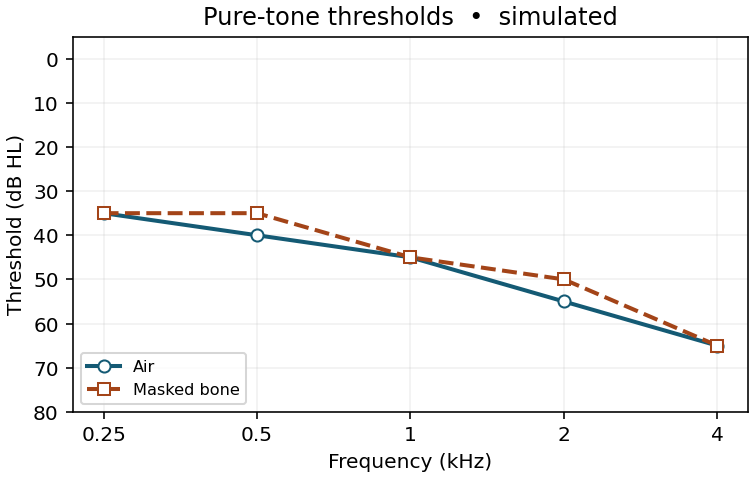 Pure-tone thresholds • simulated
Threshold (dB HL)
0
10
20
30
40
50
60
70
80
Air
Masked bone
0.25 0.5 1 2 4
Frequency (kHz)